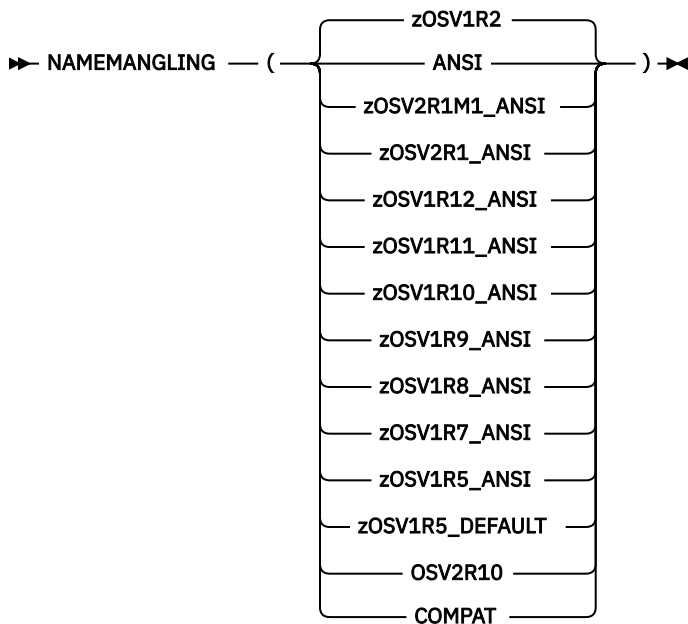 zOSV1R2
NAMEMANGLING ( ANSI )
zOSV2R1M1_ANSI
zOSV2R1_ANSI
zOSV1R12_ANSI
zOSV1R11_ANSI
zOSV1R10_ANSI
zOSV1R9_ANSI
zOSV1R8_ANSI
zOSV1R7_ANSI
zOSV1R5_ANSI
zOSV1R5_DEFAULT
OSV2R10
COMPAT